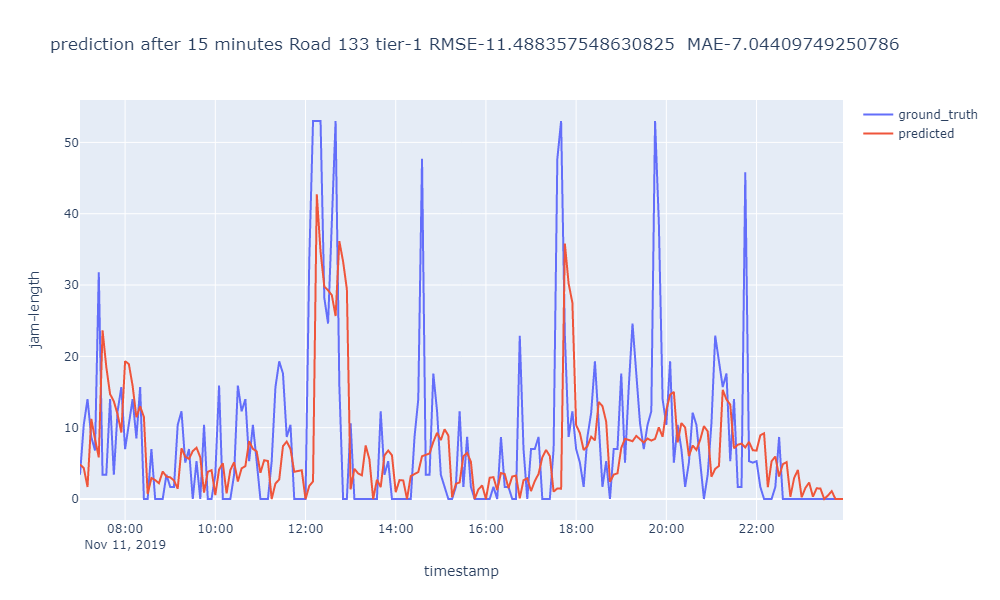 prediction after 15 minutes Road 133 tier-1 RMSE-11.488357548630825  MAE-7.04409749250786
ground_truth
predicted
50
40
30
20
10
0
jam-length
08:00 10:00 12:00 14:00 16:00 18:00 20:00 22:00
Nov 11, 2019
timestamp